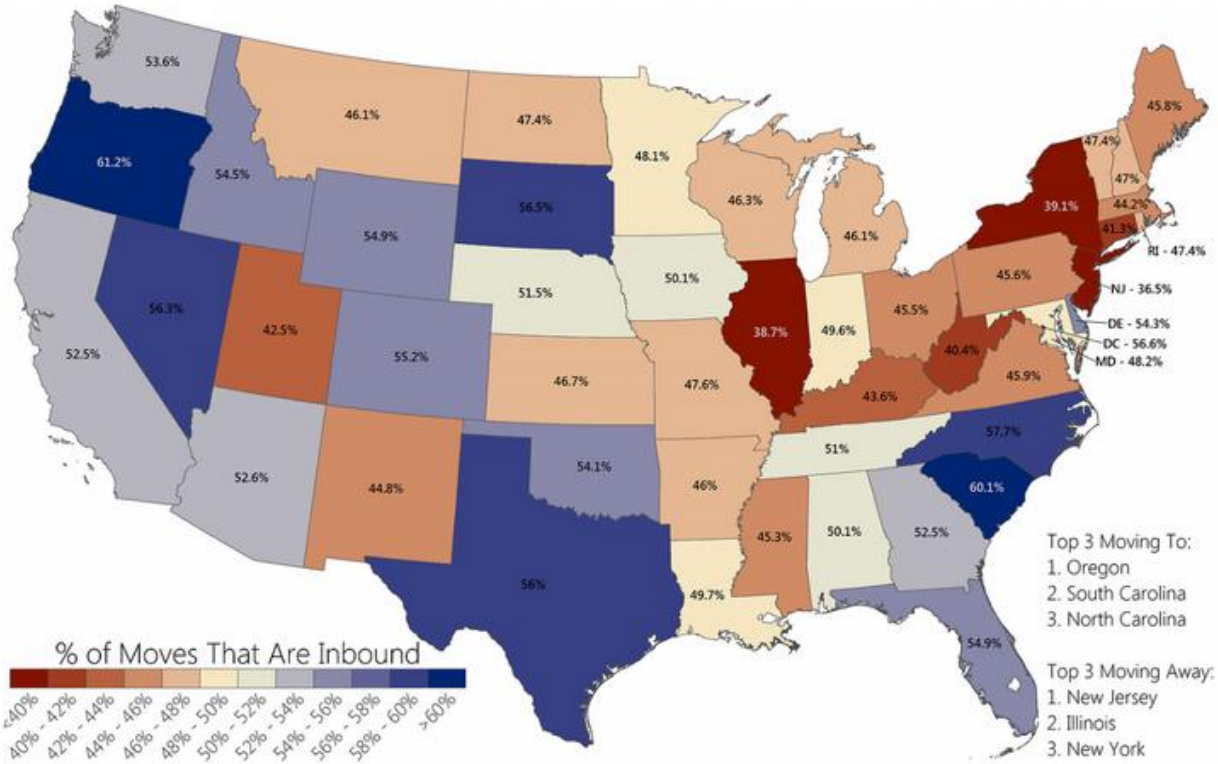 53.6%
61.2%
54.5%
46.1%
47.4%
48.1%
46.3%
46.1%
45.8%
47.4%
47%
44.2%
41.3%
39.1%
RI - 47.4%
NJ - 36.5%
DE - 54.3%
DC - 56.6%
MD - 48.2%
56.5%
54.9%
51.5%
50.1%
45.6%
45.5%
49.6%
38.7%
52.5%
56.3%
42.5%
55.2%
46.7%
47.6%
43.6%
40.4%
45.9%
57.7%
51%
52.6%
44.8%
54.1%
46%
45.3%
50.1%
52.5%
60.1%
56%
49.7%
54.9%
Top 3 Moving To:
1. Oregon
2. South Carolina
3. North Carolina
Top 3 Moving Away:
1. New Jersey
2. Illinois
3. New York
% of Moves That Are Inbound
<40%
40% - 42%
42% - 44%
44% - 46%
46% - 48%
48% - 50%
50% - 52%
52% - 54%
54% - 56%
56% - 58%
58% - 60%
>60%